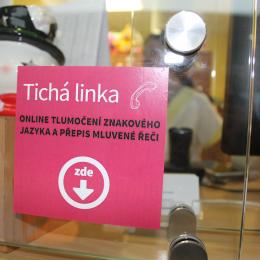 Tichá linka
ONLINE TLUMOČENÍ ZNAKOVÉHO
JAZYKA A PŘEPIS MLUVENÉ ŘEČI
zde